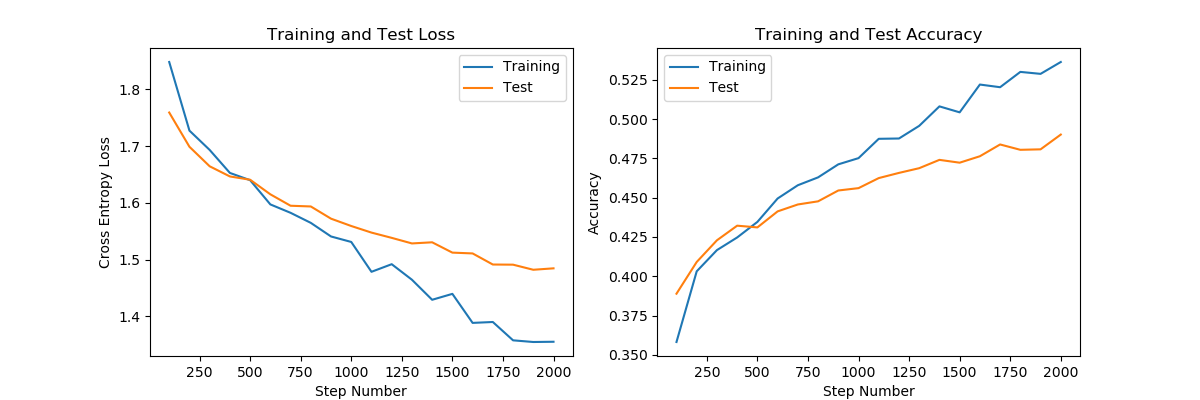 Training and Test Loss
Cross Entropy Loss
1.8
1.7
1.6
1.5
1.4
Training
Test
250 500 750 1000 1250 1500 1750 2000
Step Number
Training and Test Accuracy
Accuracy
0.525
0.500
0.475
0.450
0.425
0.400
0.375
0.350
Training
Test
250 500 750 1000 1250 1500 1750 2000
Step Number